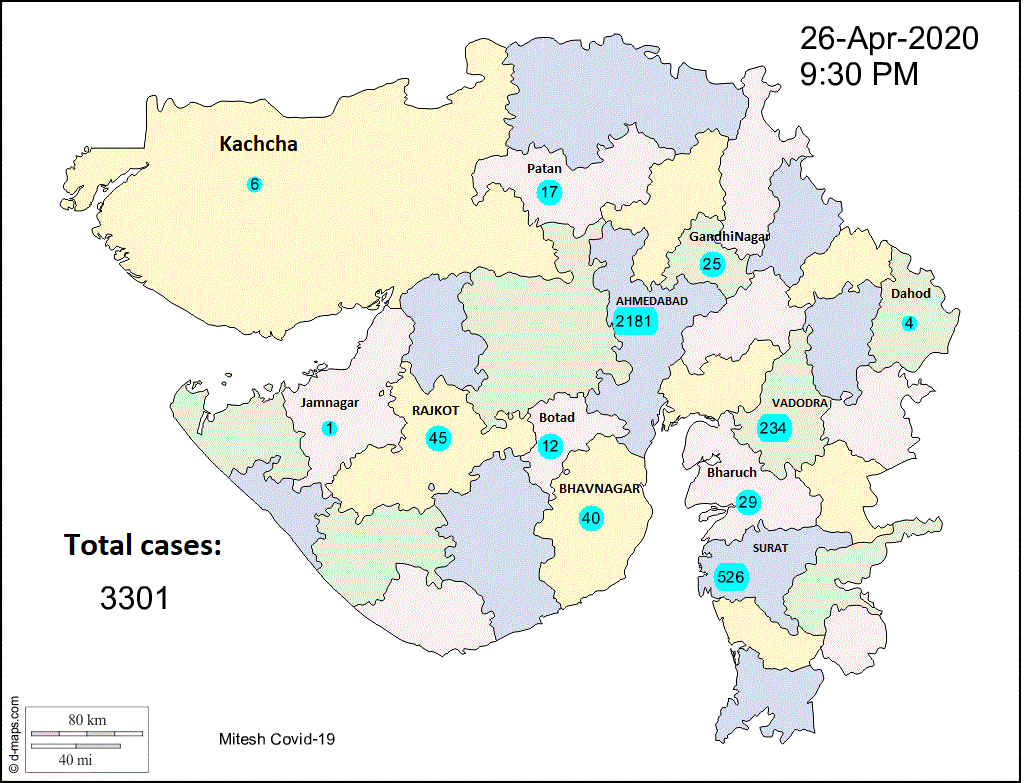 26-Apr-2020
9:30 PM
Kachcha
6
Patan
17
GandhiNagar
25
Dahod
4
AHMEDABAD
2181
Jamnagar
1
RAJKOT
45
Botad
12
VADODRA
234
Bharuch
29
BHAVNAGAR
40
SURAT
526
Total cases:
3301
80 km
40 mi
© d-maps.com
Mitesh Covid-19